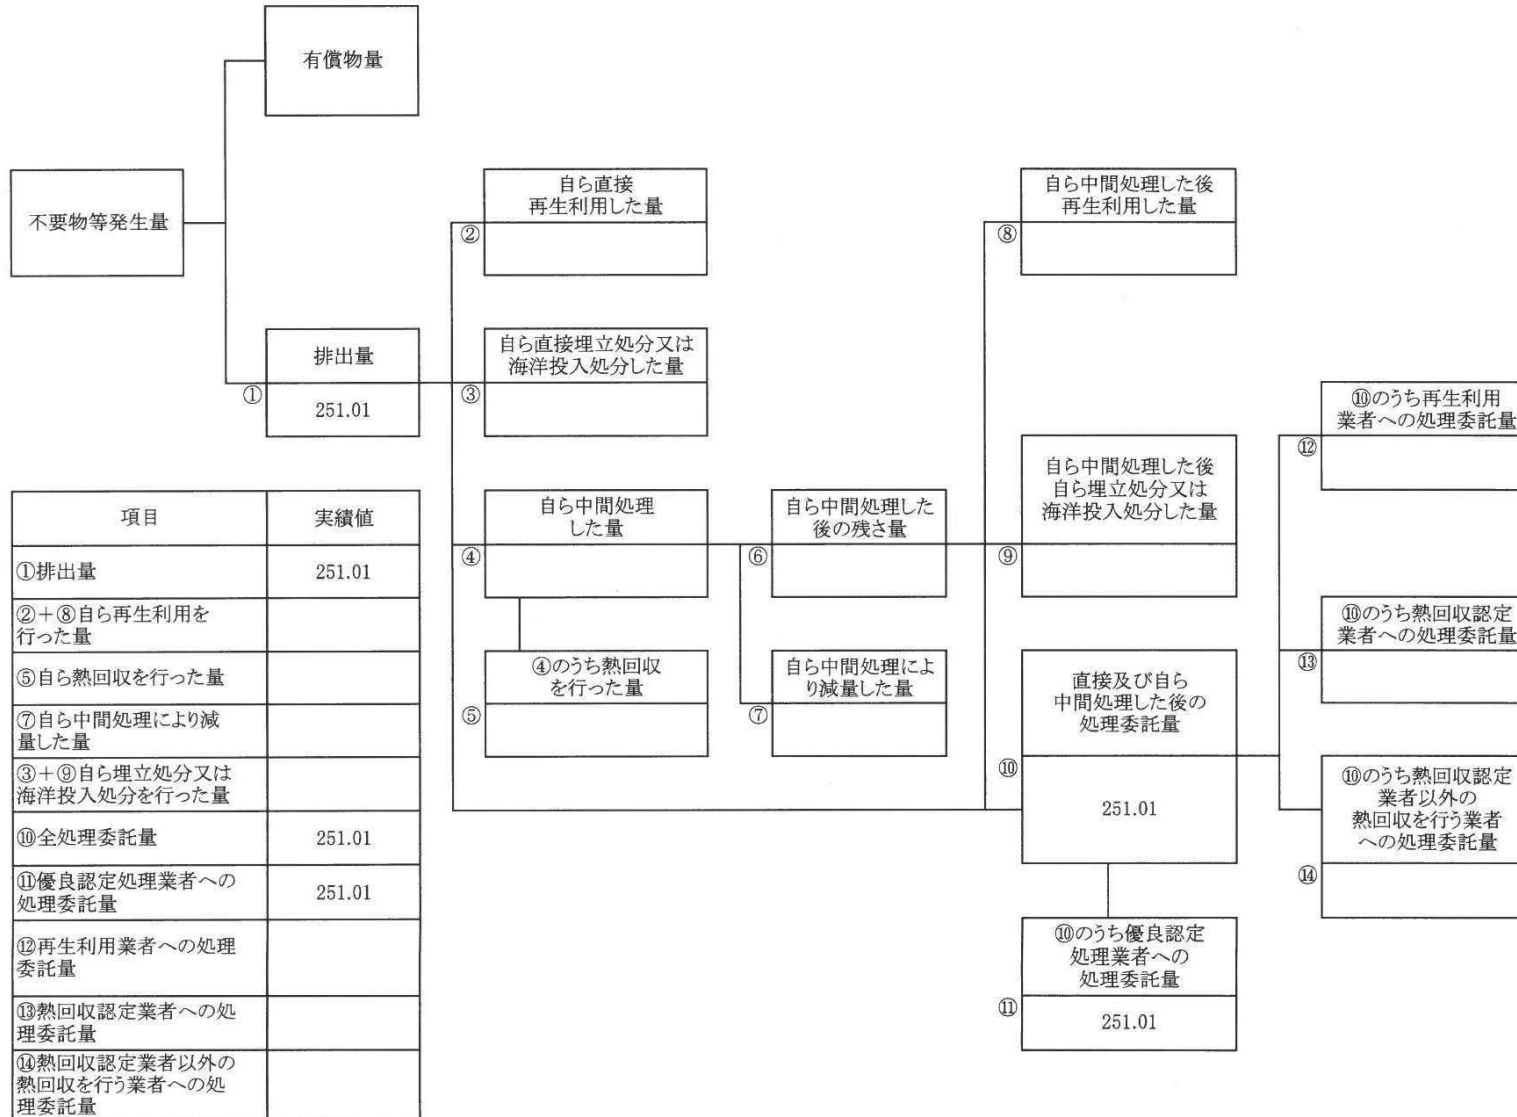 有償物量
不要物等発生量
排出量
①
251.01
自ら直接
再生利用した量
②
自ら直接埋立処分又は
海洋投入処分した量
③
自ら中間処理
した量
④
④のうち熱回収
を行った量
⑤
自ら中間処理した
後の残さ量
⑥
自ら中間処理によ
り減量した量
⑦
自ら中間処理した後
再生利用した量
⑧
自ら中間処理した後
自ら埋立処分又は
海洋投入処分した量
⑨
直接及び自ら
中間処理した後の
処理委託量
⑩
251.01
⑩のうち優良認定
処理業者への
処理委託量
⑪
251.01
⑩のうち再生利用
業者への処理委託量
⑫
⑩のうち熱回収認定
業者への処理委託量
⑬
⑩のうち熱回収認定
業者以外の
熱回収を行う業者
への処理委託量
⑭
項目 実績値
①排出量 251.01
②+⑧自ら再生利用を
行った量
⑤自ら熱回収を行った量
⑦自ら中間処理により減
量した量
③+⑨自ら埋立処分又は
海洋投入処分を行った量
⑩全処理委託量 251.01
⑪優良認定処理業者への
処理委託量 251.01
⑫再生利用業者への処理
委託量
⑬熱回収認定業者への処
理委託量
⑭熱回収認定業者以外の
熱回収を行う業者への処
理委託量